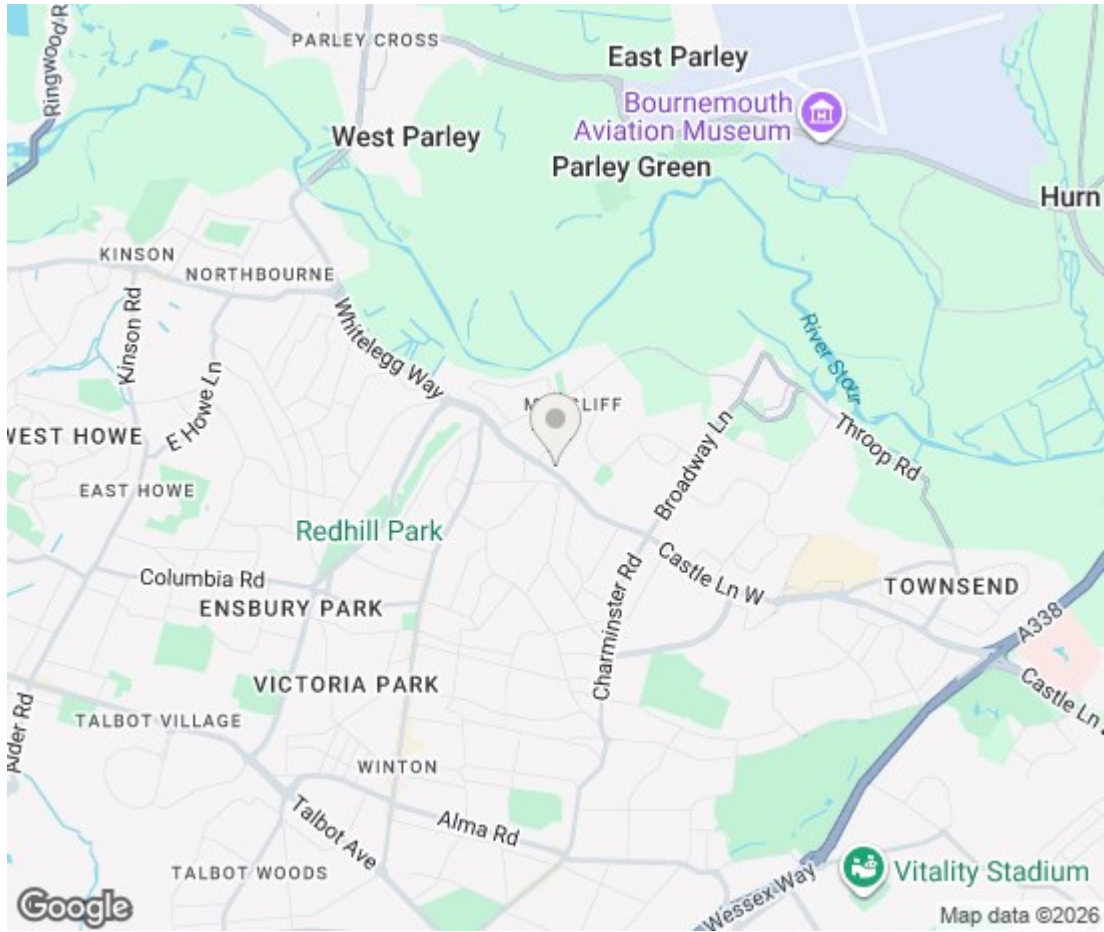 Ringwood R
PARLEY CROSS
East Parley
Bournemouth
Aviation Museum
West Parley
Parley Green
Hurn
KINSON
NORTHBOURNE
Kinson Rd
E Howe Ln
Whitelegg Way
River Stour
CLIFF
Broadway Ln
Throop Rd
WEST HOWE
EAST HOWE
Redhill Park
Columbia Rd
ENSBURY PARK
Castle Ln W
TOWNSEND
A338
Charminster Rd
VICTORIA PARK
Castle Ln
TALBOT VILLAGE
Alder Rd
WINTON
Alma Rd
Talbot Ave
TALBOT WOODS
Vitality Stadium
Wessex Way
Google
Map data ©2026